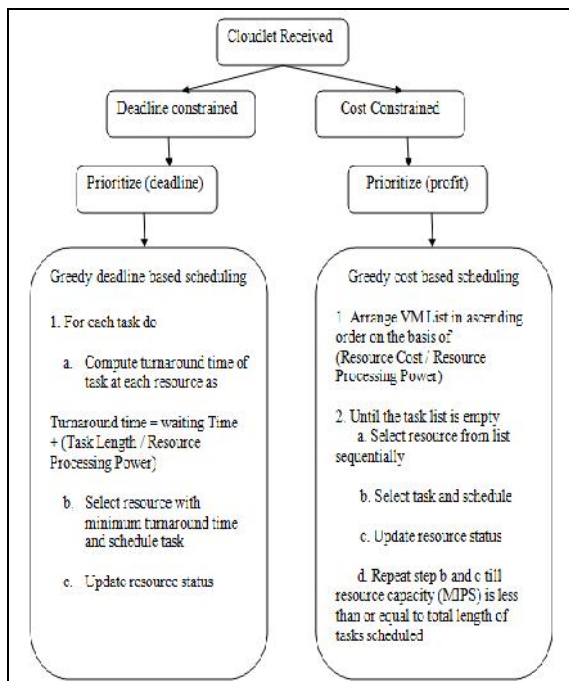 Cloudlet Received
Deadline constrained
Cost Constrained
Prioritize (deadline)
Prioritize (profit)
Greedy deadline based scheduling
1. For each task do
a. Compute turnaround time of
task at each resource as
Turnaround time = waiting Time
+ (Task Length / Resource
Processing Power)
b. Select resource with
minimum turnaround time
and schedule task
c. Update resource status
Greedy cost based scheduling
1. Arrange VM List in ascending
order on the basis of
(Resource Cost / Resource
Processing Power)
2. Until the task list is empty
a. Select resource from list
sequentially
b. Select task and schedule
c. Update resource status
d. Repeat step b and c till
resource capacity (MIPS) is less
than or equal to total length of
tasks scheduled